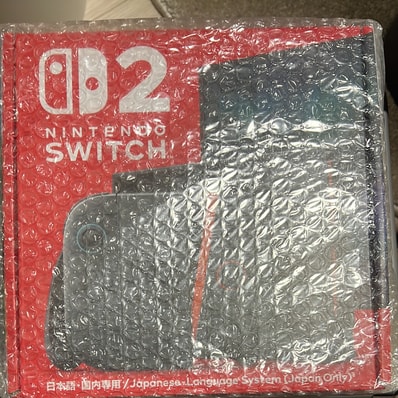 2
NINTENDO
SWITCH
日本語・国内専用 / Japanese-Language System (Japan Only)